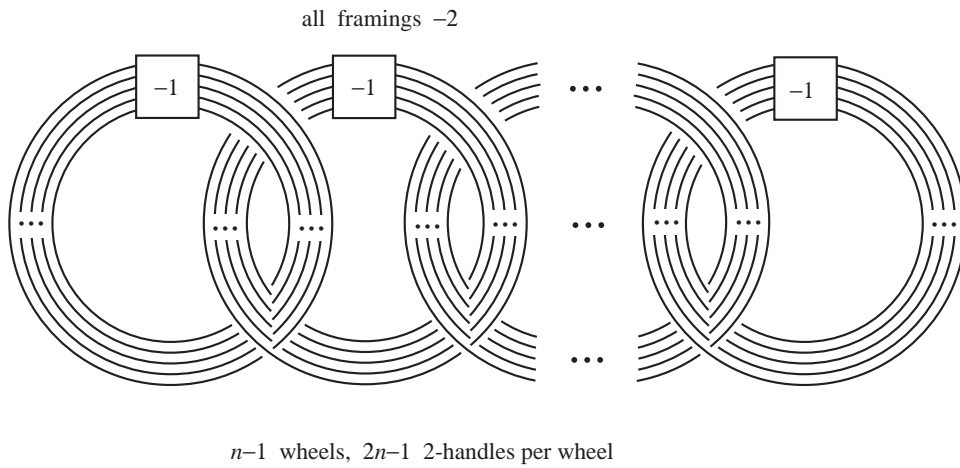 all framings −2
−1 −1 ... −1
... ... ... ... ... ... ... ...
...
n−1 wheels, 2n−1 2-handles per wheel